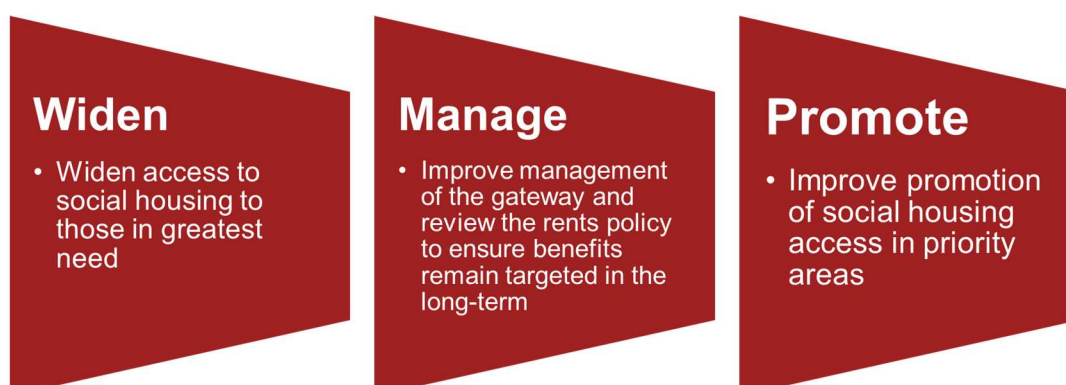 Widen
• Widen access to
social housing to
those in greatest
need
Manage
• Improve management
of the gateway and
review the rents policy
to ensure benefits
remain targeted in the
long-term
Promote
• Improve promotion
of social housing
access in priority
areas